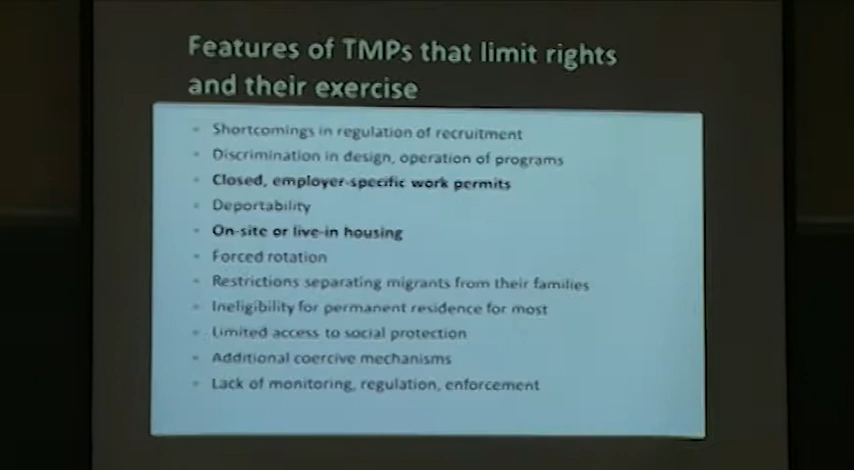 Features of TMPs that limit rights
and their exercise
Shortcomings in regulation of recruitment
Discrimination in design, operation of programs
Closed, employer-specific work permits
Deportability
On-site or live-in housing
Forced rotation
Restrictions separating migrants from their families
Ineligibility for permanent residence for most
Limited access to social protection
Additional coercive mechanisms
Lack of monitoring, regulation, enforcement